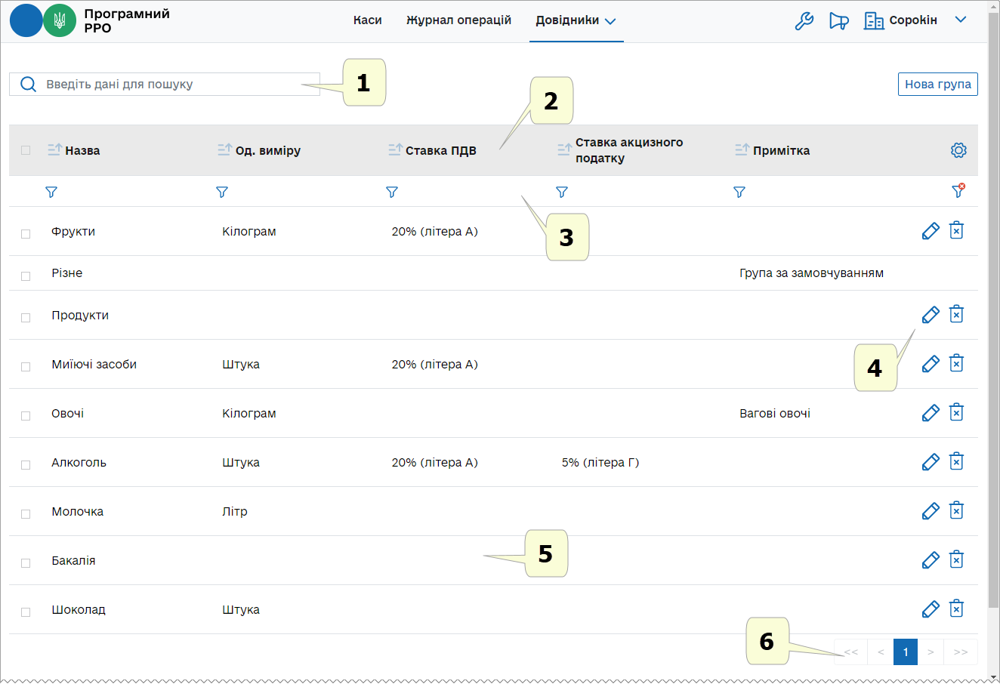 Програмний
РРО
Каси Журнал операцій Довідники Сорокін
Введіть дані для пошуку 1 Нова група
2
Назва Од. виміру Ставка ПДВ Ставка акцизного податку Примітка
Фрукти Кілограм 20% (літера А)
3
Різне Група за замовчуванням
Продукти
Миїючі засоби Штука 20% (літера А)
4
Овочі Кілограм Вагові овочі
Алкоголь Штука 20% (літера А) 5% (літера Г)
Молочка Літр
5
Бакалія
Шоколад Штука
6
<< < 1 > >>